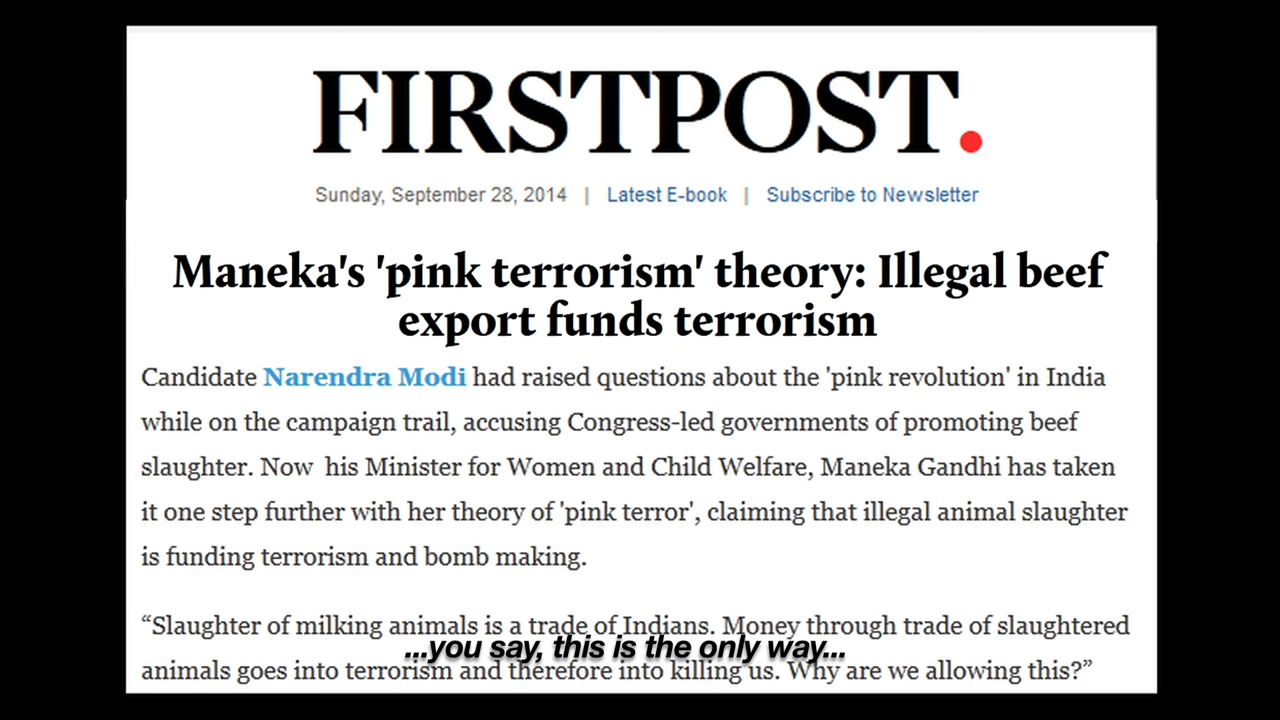 FIRSTPOST.
Sunday, September 28, 2014 | Latest E-book | Subscribe to Newsletter
Maneka's 'pink terrorism' theory: Illegal beef
export funds terrorism
Candidate Narendra Modi had raised questions about the 'pink revolution' in India
while on the campaign trail, accusing Congress-led governments of promoting beef
slaughter. Now his Minister for Women and Child Welfare, Maneka Gandhi has taken
it one step further with her theory of 'pink terror', claiming that illegal animal slaughter
is funding terrorism and bomb making.
“Slaughter of milking animals is a trade of Indians. Money through trade of slaughtered
...you say, this is the only way...
animals goes into terrorism and therefore into killing us. Why are we allowing this?”